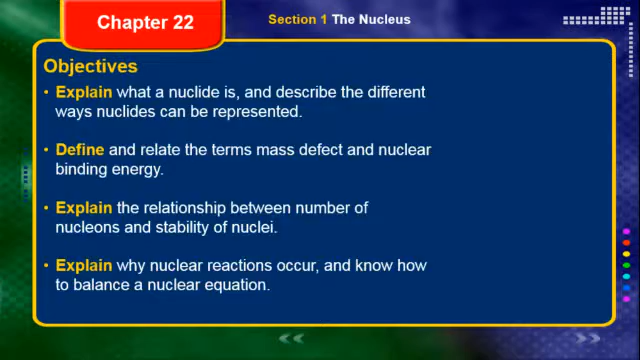 Chapter 22
Section 1 The Nucleus
Objectives
• Explain what a nuclide is, and describe the different
ways nuclides can be represented.
• Define and relate the terms mass defect and nuclear
binding energy.
• Explain the relationship between number of
nucleons and stability of nuclei.
• Explain why nuclear reactions occur, and know how
to balance a nuclear equation.